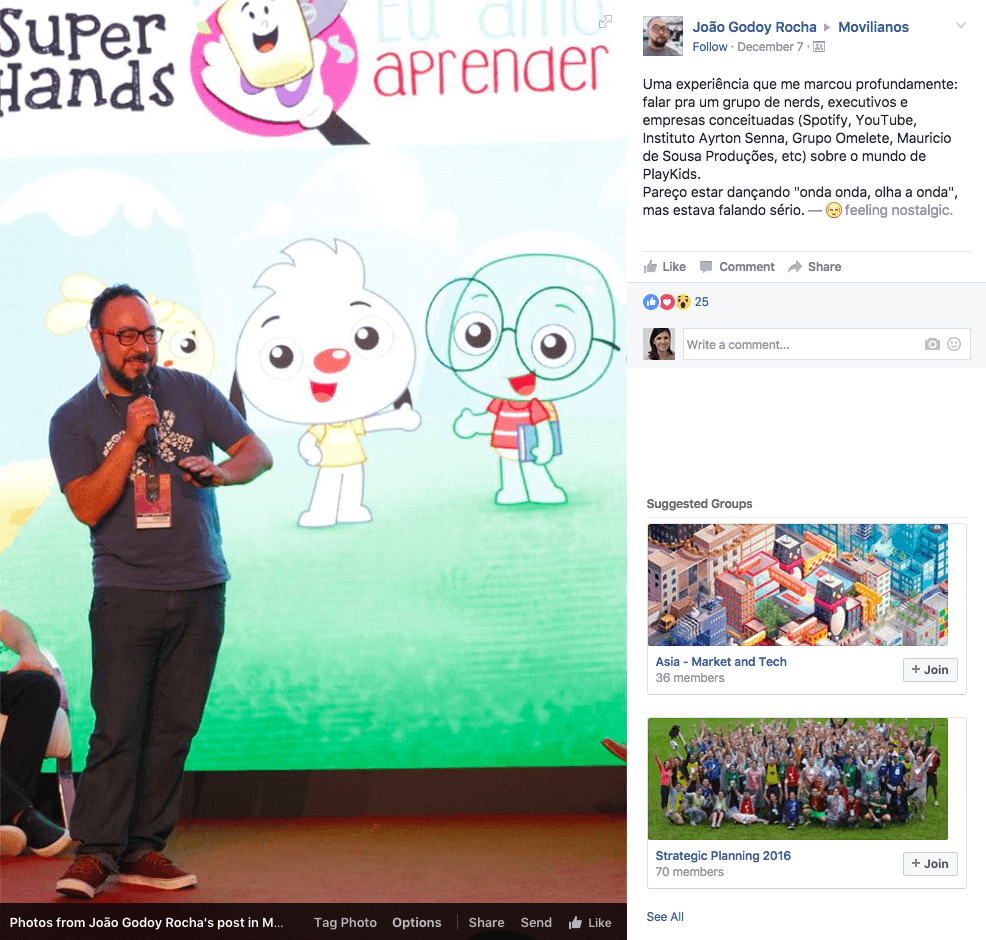 Super
Hands
Eu amo
aprender
João Godoy Rocha ▸ Movilianos
Follow · December 7 ·
Uma experiência que me marcou profundamente:
falar pra um grupo de nerds, executivos e
empresas conceituadas (Spotify, YouTube,
Instituto Ayrton Senna, Grupo Omelete, Mauricio
de Sousa Produções, etc) sobre o mundo de
PlayKids.
Pareço estar dançando "onda onda, olha a onda",
mas estava falando sério. — 😊 feeling nostalgic.
Like Comment Share
25
Write a comment...
Suggested Groups
Asia - Market and Tech
36 members
+ Join
Strategic Planning 2016
70 members
+ Join
See All
Photos from João Godoy Rocha's post in M... Tag Photo Options Share Send Like